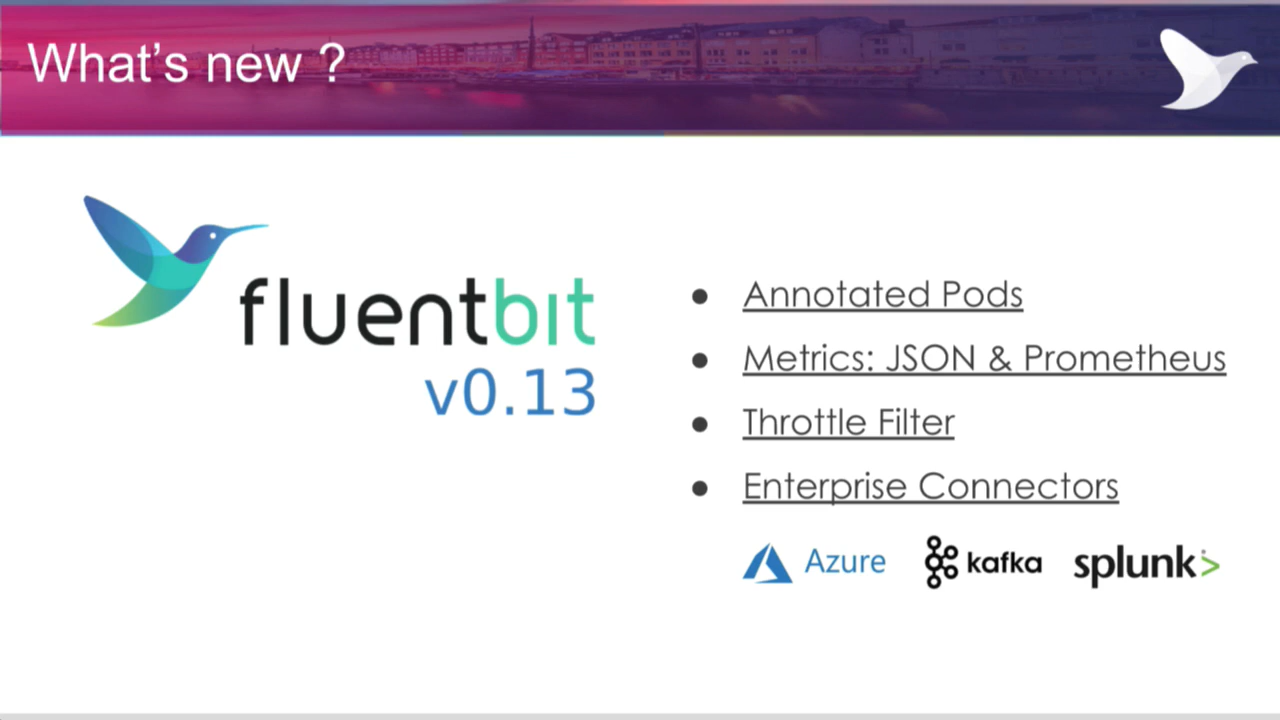 What's new ?
fluentbit
v0.13
Annotated Pods
Metrics: JSON & Prometheus
Throttle Filter
Enterprise Connectors
Azure kafka splunk>